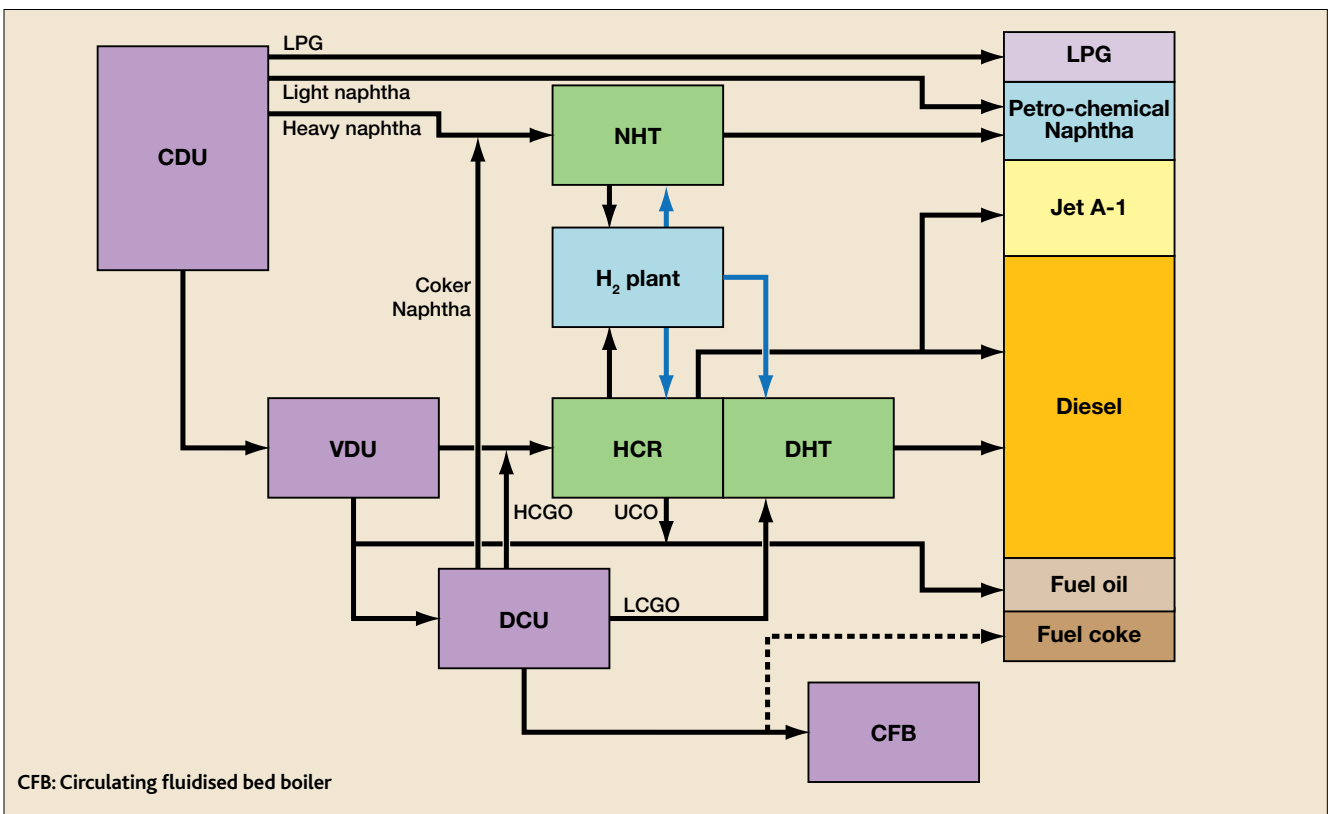 LPG
LPG
Light naphtha
Petro-chemical
Naphtha
Heavy naphtha
NHT
CDU
Jet A-1
H₂ plant
Coker
Naphtha
Diesel
VDU
HCR
DHT
HCGO
UCO
Fuel oil
LCGO
DCU
Fuel coke
CFB
CFB: Circulating fluidised bed boiler